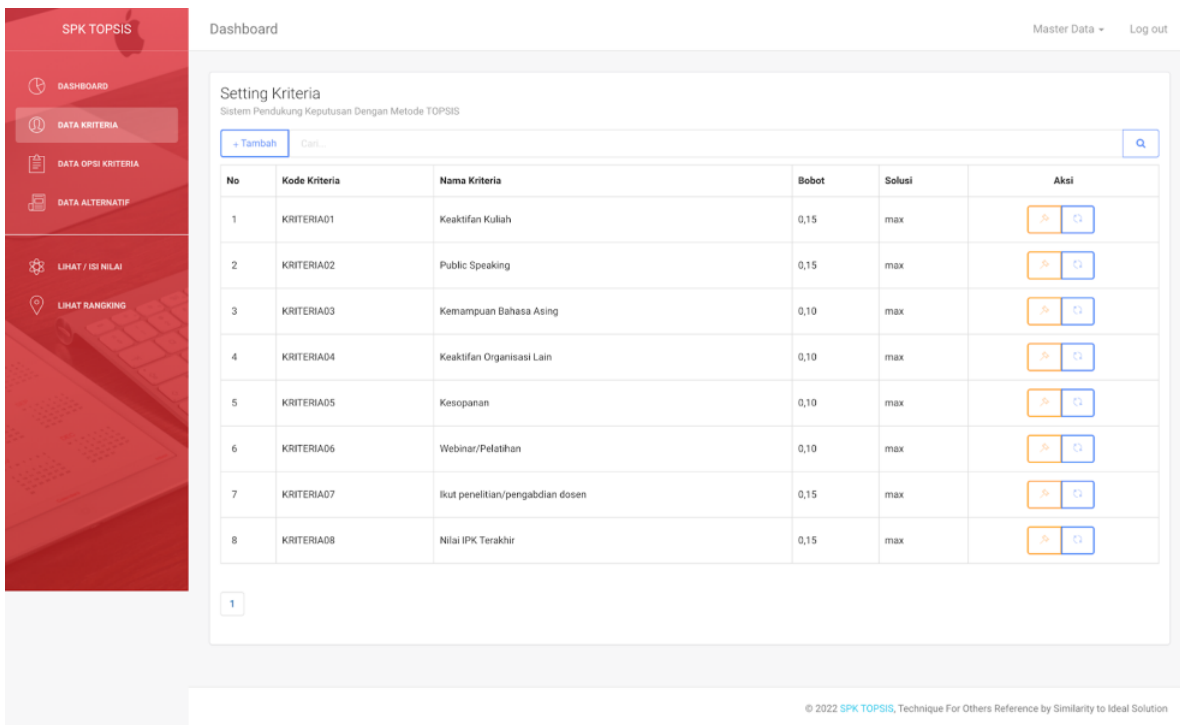 SPK TOPSIS
Dashboard
Master Data
Log out
DASHBOARD
DATA KRITERIA
DATA OPSI KRITERIA
DATA ALTERNATIF
LIHAT / ISI NILAI
LIHAT RANGKING
Setting Kriteria
Sistem Pendukung Keputusan Dengan Metode TOPSIS
+ Tambah Cari...
No Kode Kriteria Nama Kriteria Bobot Solusi Aksi
1 KRITERIA01 Keaktifan Kuliah 0,15 max
2 KRITERIA02 Public Speaking 0,15 max
3 KRITERIA03 Kemampuan Bahasa Asing 0,10 max
4 KRITERIA04 Keaktifan Organisasi Lain 0,10 max
5 KRITERIA05 Kesopanan 0,10 max
6 KRITERIA06 Webinar/Pelatihan 0,10 max
7 KRITERIA07 Ikut penelitian/pengabdian dosen 0,15 max
8 KRITERIA08 Nilai IPK Terakhir 0,15 max
1
© 2022 SPK TOPSIS, Technique For Others Reference by Similarity to Ideal Solution